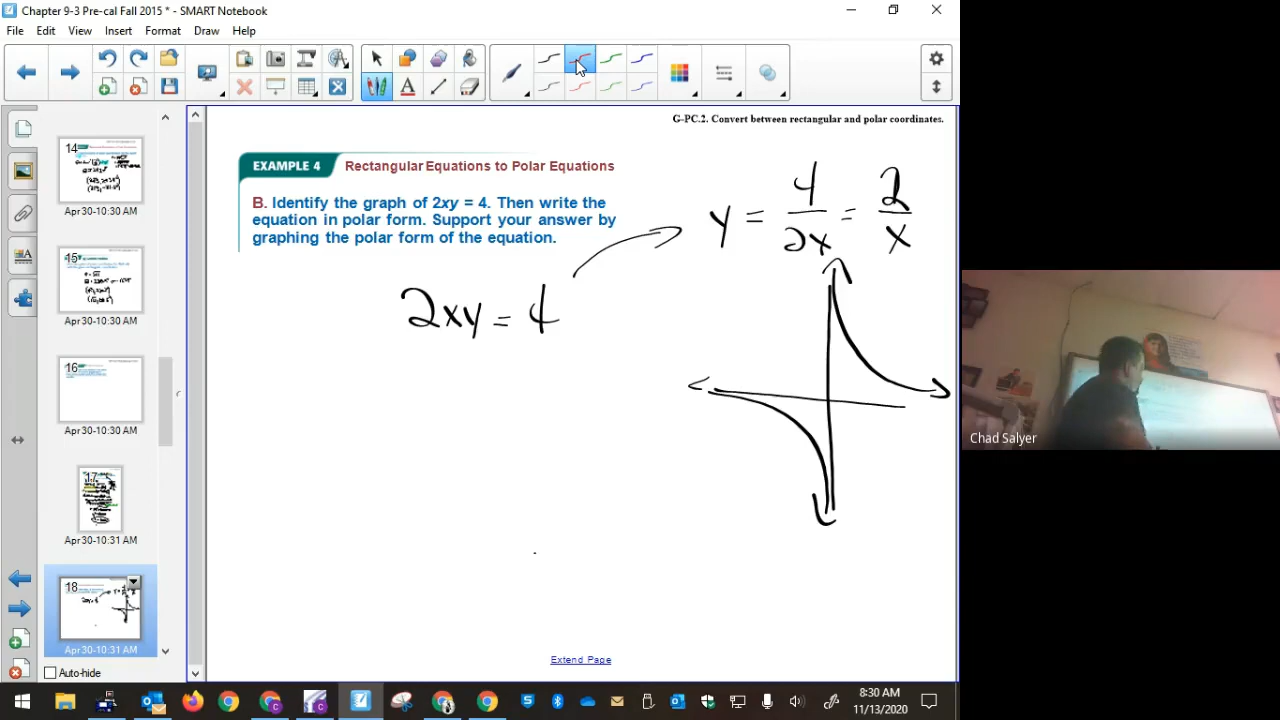 Chapter 9-3 Pre-cal Fall 2015 * - SMART Notebook
File Edit View Insert Format Draw Help
G-PC.2. Convert between rectangular and polar coordinates.
EXAMPLE 4 Rectangular Equations to Polar Equations
B. Identify the graph of 2xy = 4. Then write the
equation in polar form. Support your answer by
graphing the polar form of the equation.
y = 4/2x = 2/x
2xy = 4
14
Apr 30-10:30 AM
15
Apr 30-10:30 AM
16
Apr 30-10:30 AM
17
Apr 30-10:31 AM
18
Apr 30-10:31 AM
Auto-hide
Extend Page
Chad Salyer
8:30 AM
11/13/2020